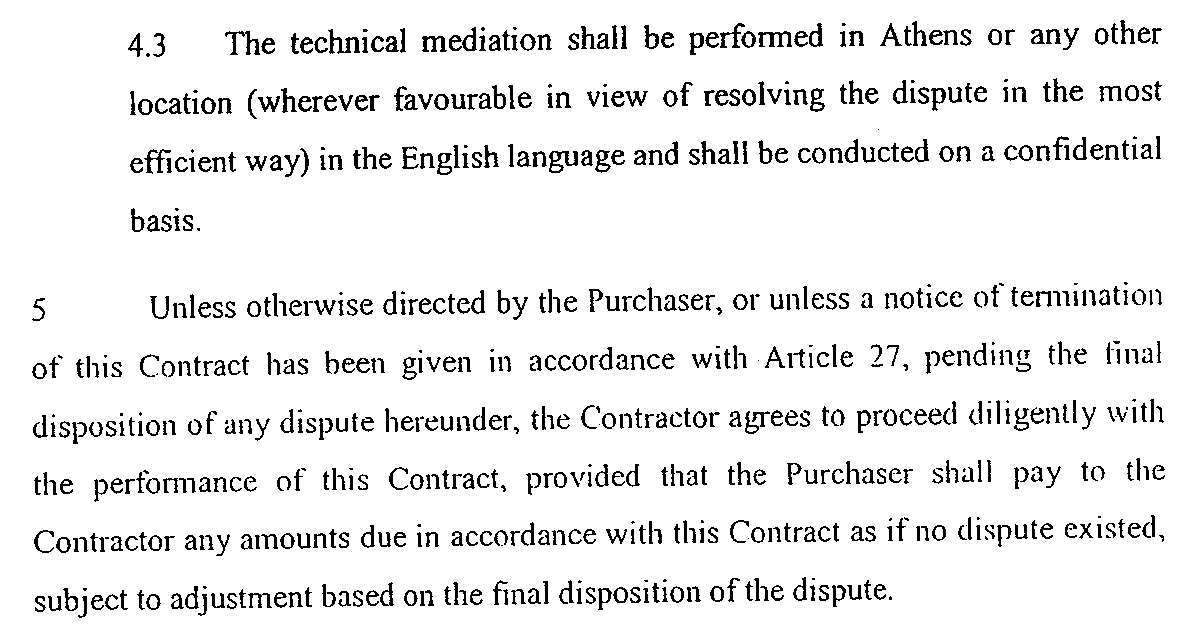 4.3 The technical mediation shall be performed in Athens or any other
location (wherever favourable in view of resolving the dispute in the most
efficient way) in the English language and shall be conducted on a confidential
basis.
5 Unless otherwise directed by the Purchaser, or unless a notice of termination
of this Contract has been given in accordance with Article 27, pending the final
disposition of any dispute hereunder, the Contractor agrees to proceed diligently with
the performance of this Contract, provided that the Purchaser shall pay to the
Contractor any amounts due in accordance with this Contract as if no dispute existed,
subject to adjustment based on the final disposition of the dispute.